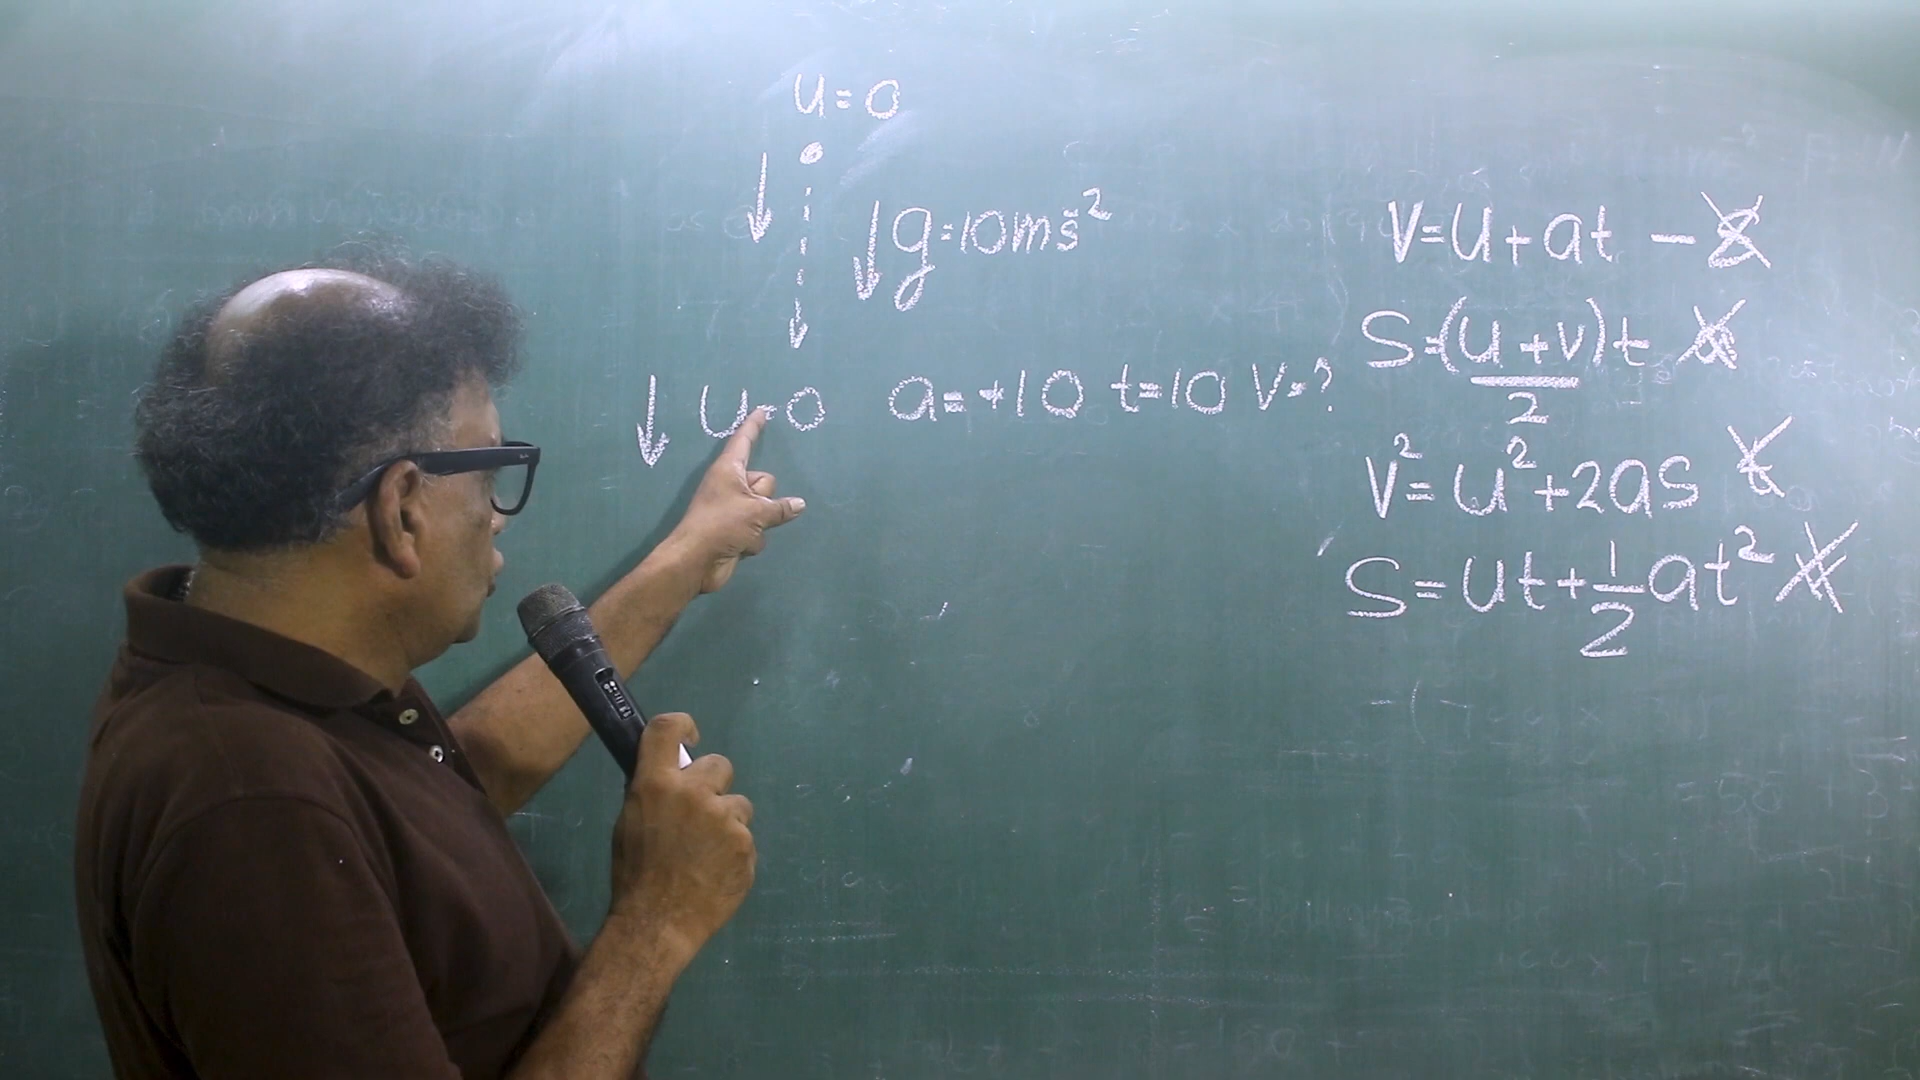 u=0
↓ g=10ms⁻²
↓ u=0 a=+10 t=10 v=?
V=u+at -
S=(u+v)t
2
v²=u²+2as
S=ut+½at²